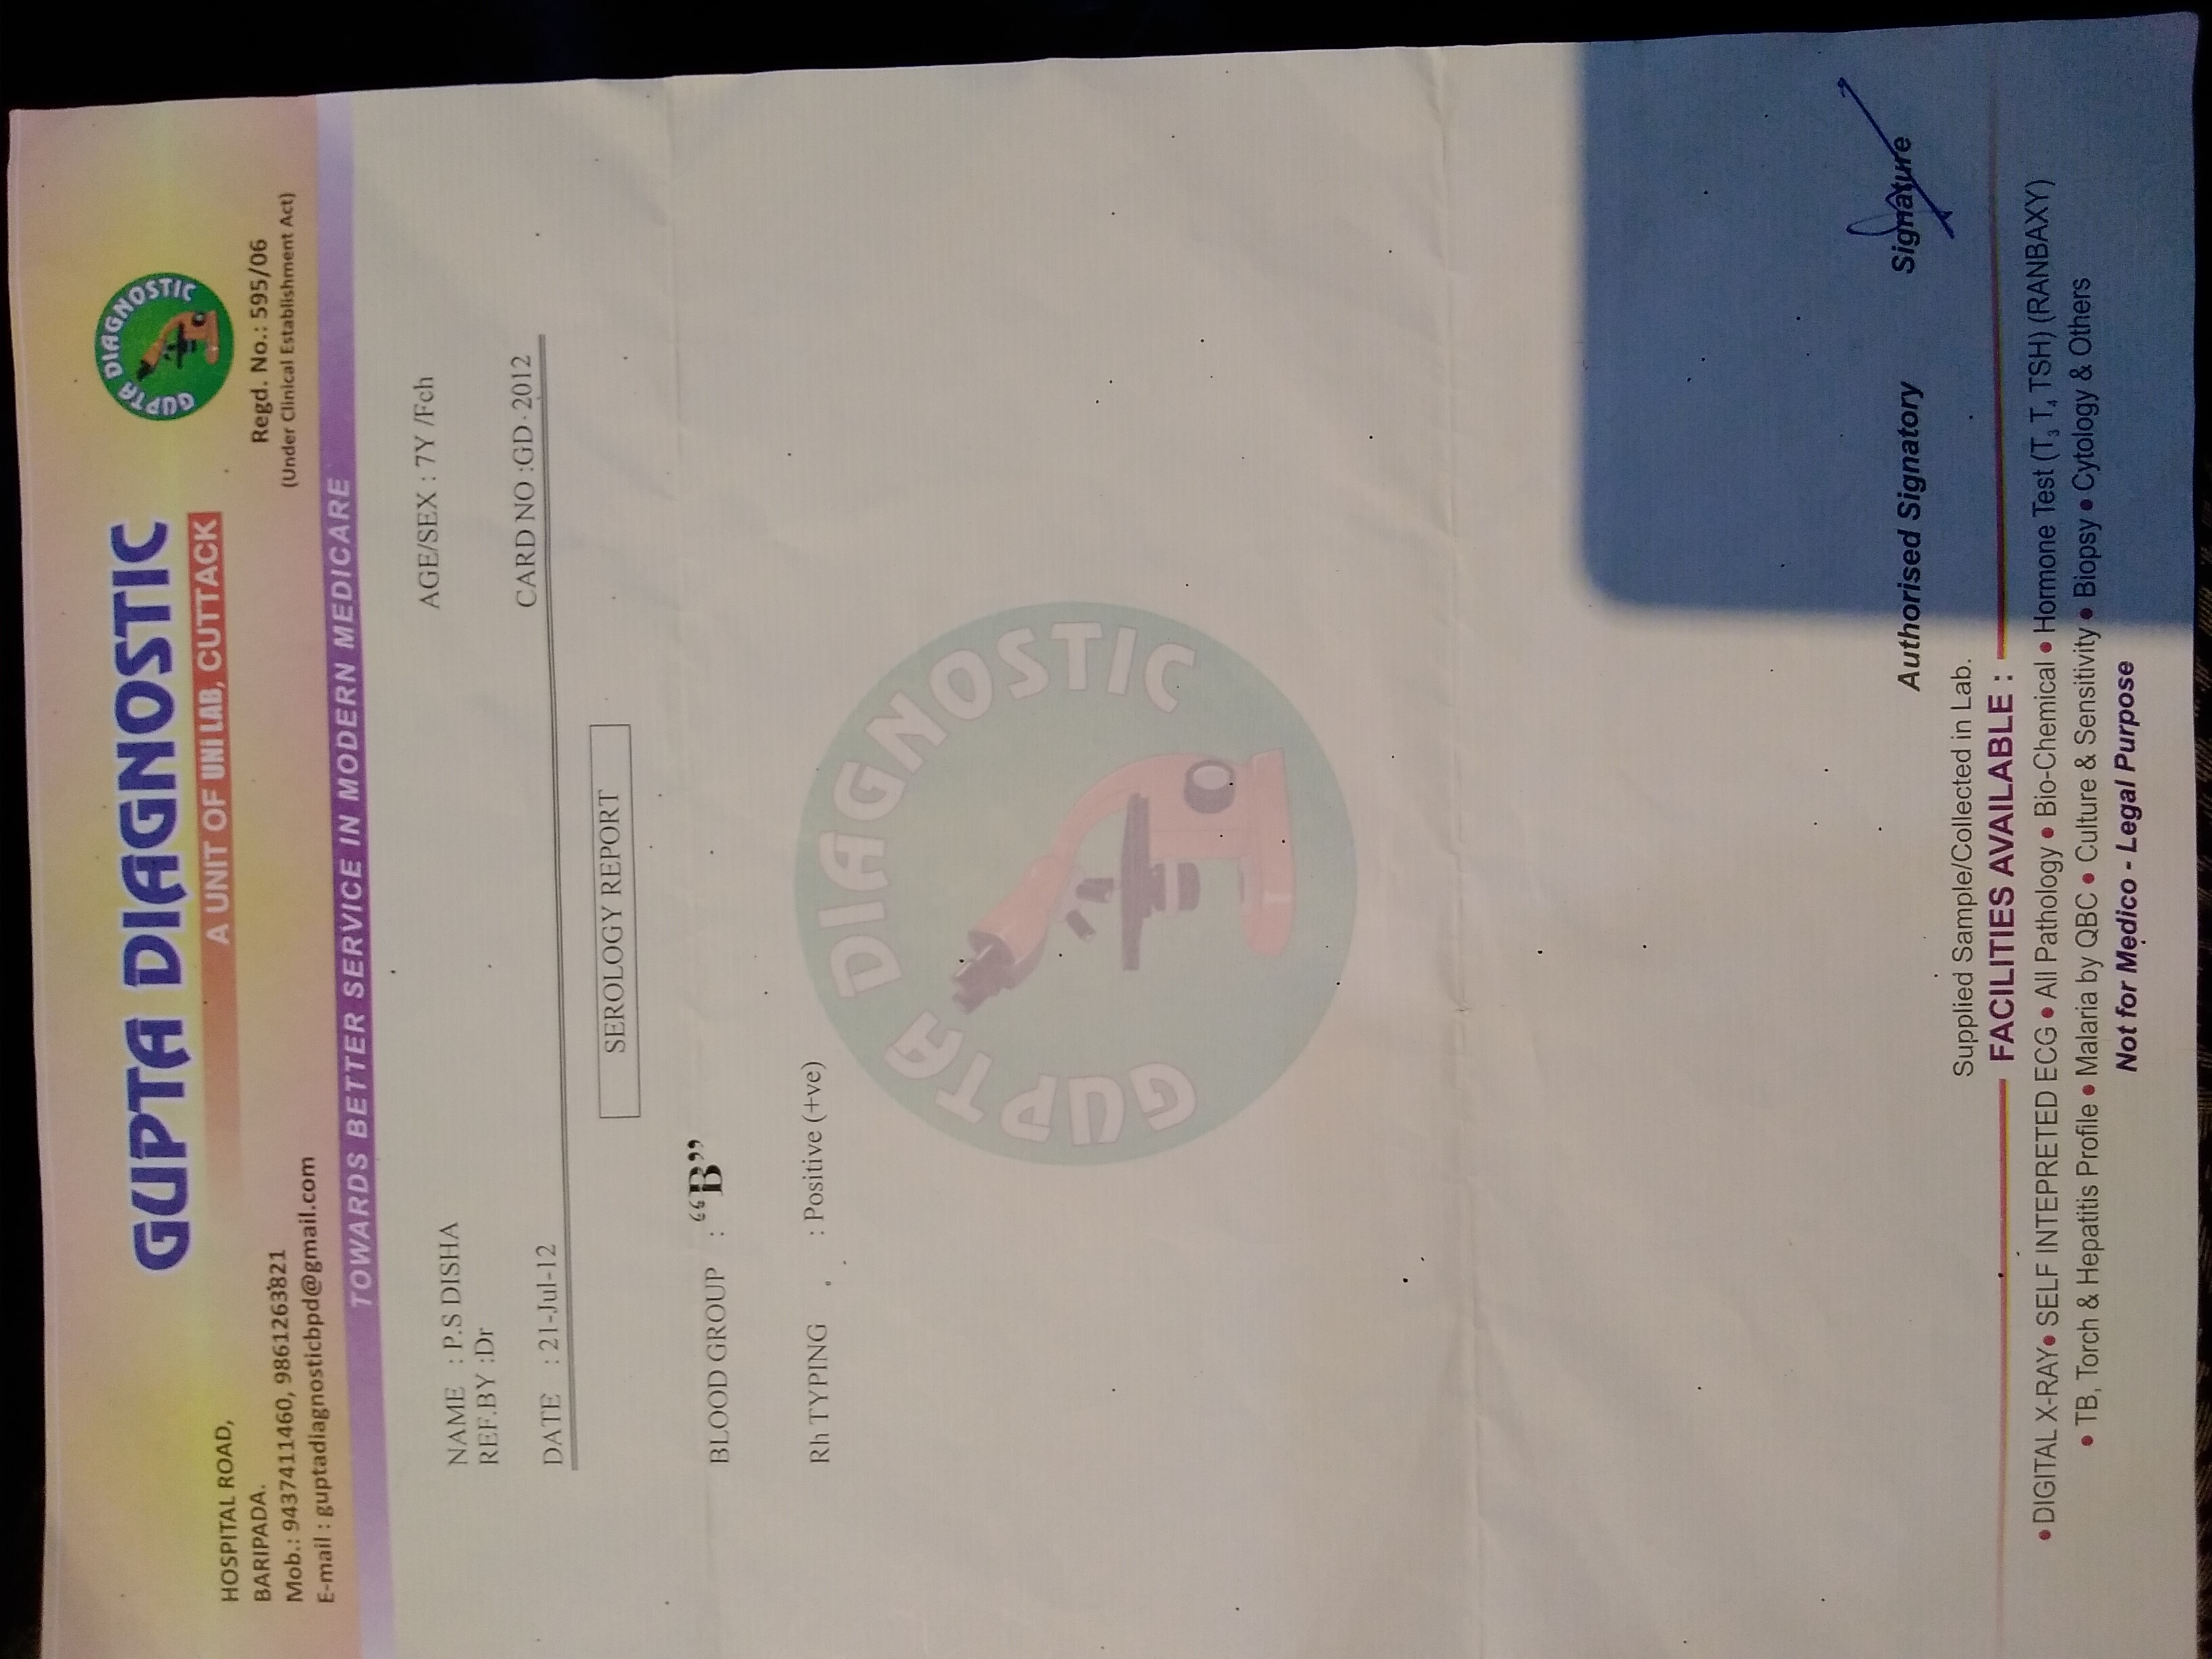 GUPTA DIAGNOSTIC
GUPTA DIAGNOSTIC
A UNIT OF UNI LAB, CUTTACK
HOSPITAL ROAD,
BARIPADA.
Mob.: 9437411460, 9861263821
E-mail : guptadiagnosticbpd@gmail.com
Regd. No.: 595/06
(Under Clinical Establishment Act)
TOWARDS BETTER SERVICE IN MODERN MEDICARE
NAME : P.S DISHA AGE/SEX : 7Y /Fch
REF.BY :Dr
DATE : 21-Jul-12 CARD NO :GD - 2012
SEROLOGY REPORT
BLOOD GROUP : “B”
Rh TYPING : Positive (+ve)
GUPTA DIAGNOSTIC
Authorised Signatory Signature
Supplied Sample/Collected in Lab.
FACILITIES AVAILABLE :
• DIGITAL X-RAY • SELF INTEPRETED ECG • All Pathology • Bio-Chemical • Hormone Test (T3 T4 TSH) (RANBAXY)
• TB, Torch & Hepatitis Profile • Malaria by QBC • Culture & Sensitivity • Biopsy • Cytology & Others
Not for Medico - Legal Purpose